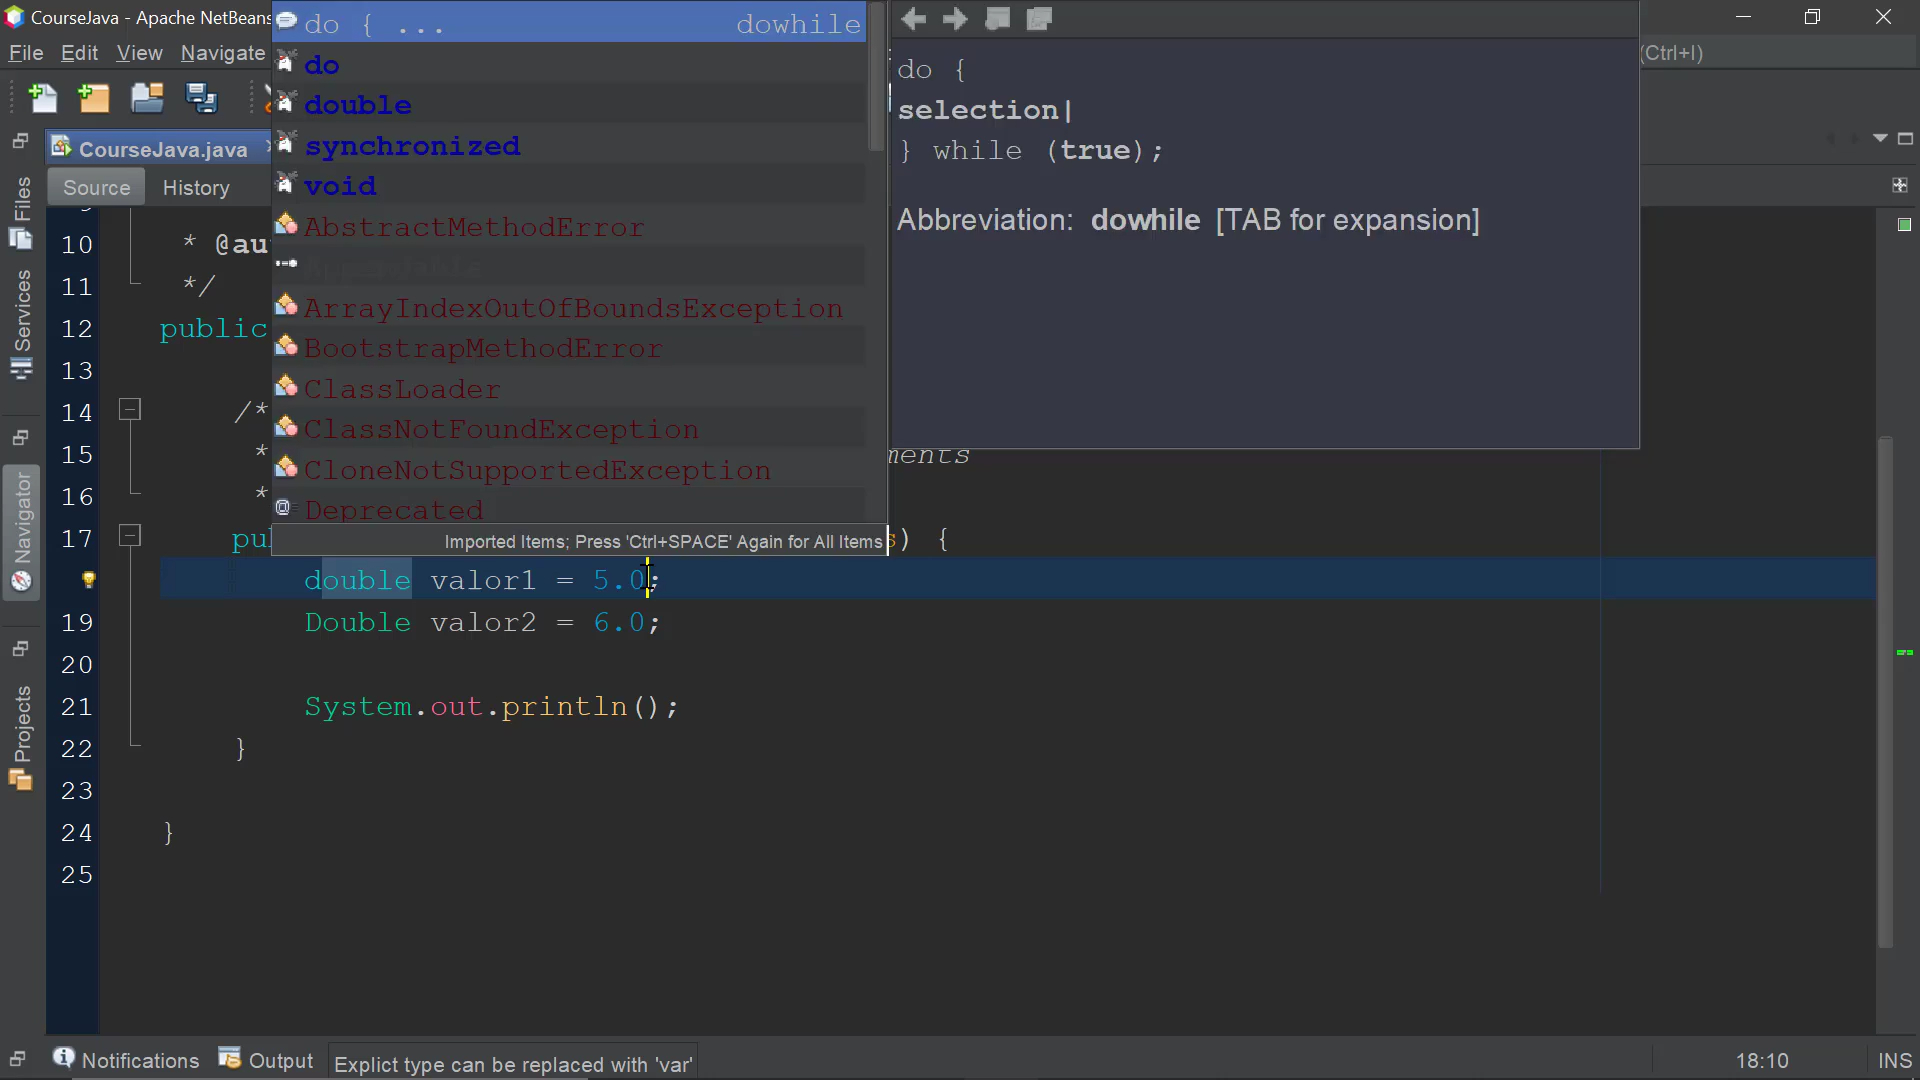 CourseJava - Apache NetBeans
File Edit View Navigate
(Ctrl+I)
do { ... dowhile
do
double
synchronized
void
AbstractMethodError
Appendable
ArrayIndexOutOfBoundsException
BootstrapMethodError
ClassLoader
ClassNotFoundException
CloneNotSupportedException
Deprecated
Imported Items; Press 'Ctrl+SPACE' Again for All Items
do {
selection|
} while (true);
Abbreviation: dowhile [TAB for expansion]
CourseJava.java
Source History
Files
Services
Navigator
Projects
10 * @au
11 */
12 public
13
14 /*
15 * ments
16 *
17 pu s) {
double valor1 = 5.0;
19 Double valor2 = 6.0;
20
21 System.out.println();
22 }
23
24 }
25
Notifications Output Explict type can be replaced with 'var' 18:10 INS